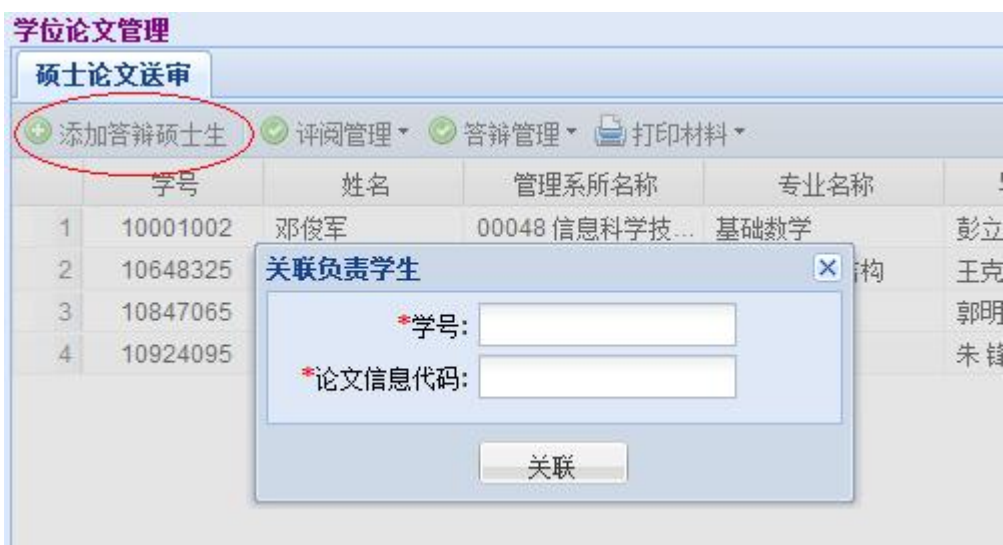 学位论文管理
硕士论文送审
添加答辩硕士生 评阅管理 答辩管理 打印材料
学号 姓名 管理系所名称 专业名称
1 10001002 邓俊军 00048 信息科学技... 基础数学 彭立
2 10648325 结构 王克
3 10847065 郭明
4 10924095 朱锋
关联负责学生
*学号:
*论文信息代码:
关联